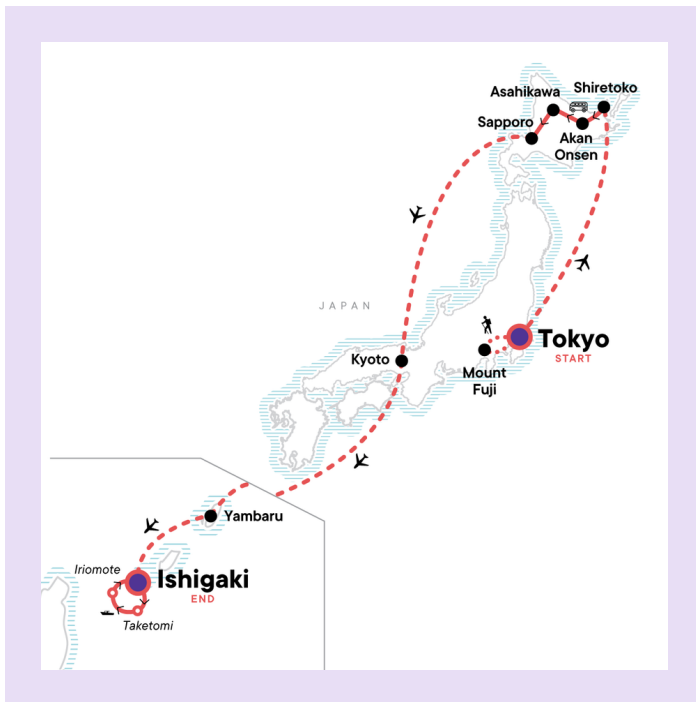 Shiretoko
Asahikawa
Sapporo
Akan
Onsen
JAPAN
Tokyo
START
Kyoto
Mount
Fuji
Yambaru
Iriomote
Ishigaki
END
Taketomi